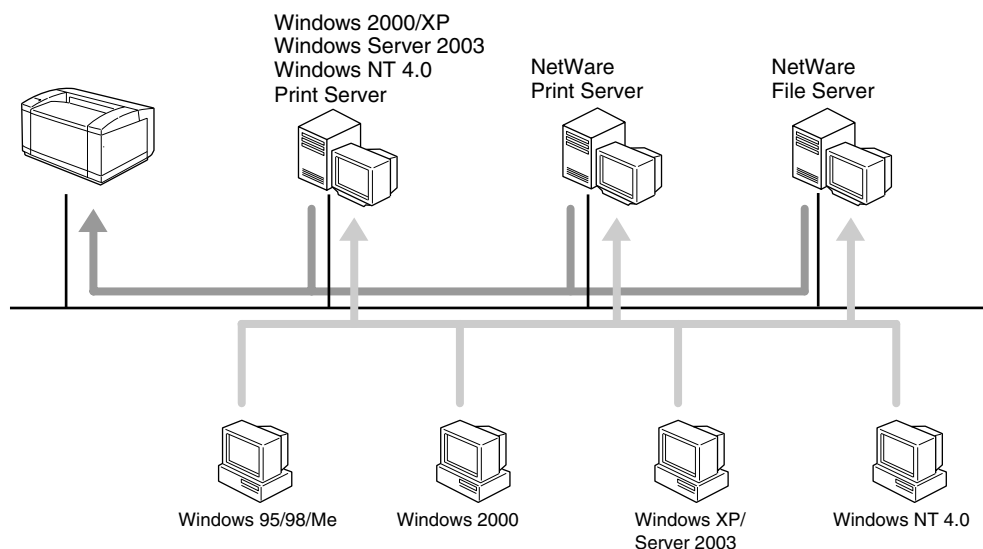 Windows 2000/XP
Windows Server 2003
Windows NT 4.0
Print Server
NetWare
Print Server
NetWare
File Server
Windows 95/98/Me
Windows 2000
Windows XP/
Server 2003
Windows NT 4.0